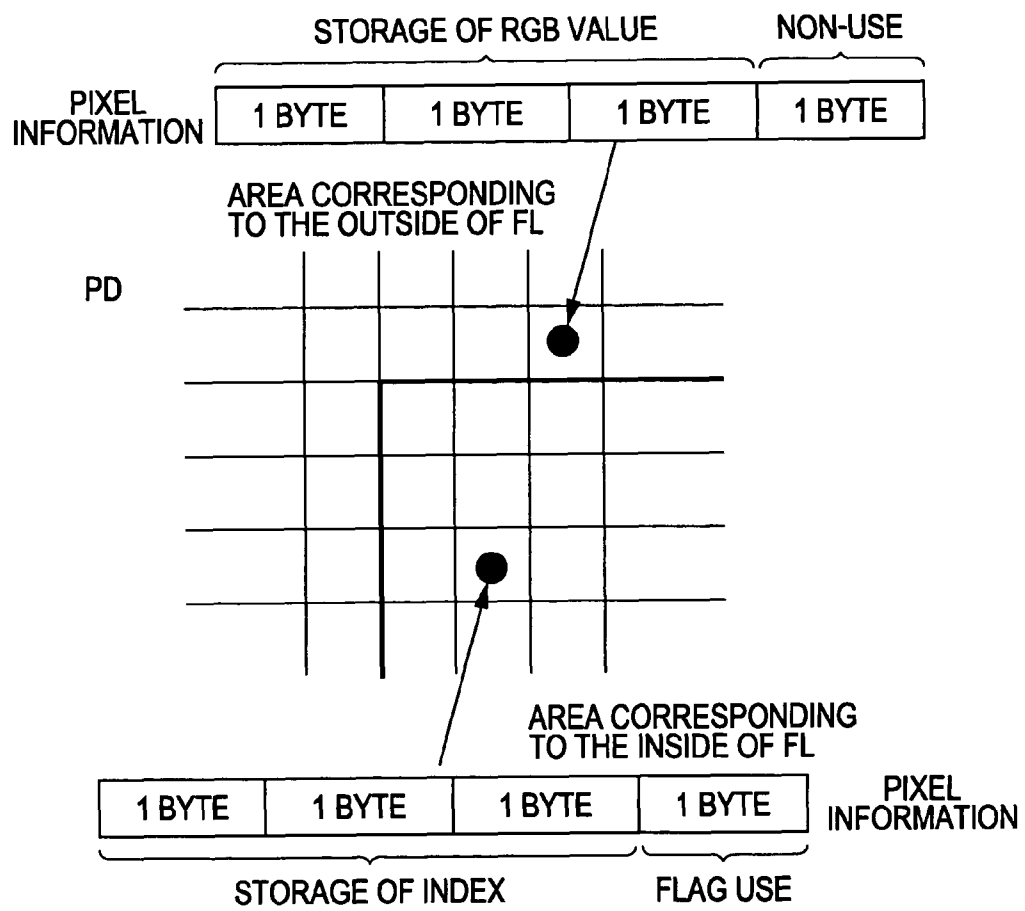 STORAGE OF RGB VALUE NON-USE
PIXEL
INFORMATION
1 BYTE 1 BYTE 1 BYTE 1 BYTE
AREA CORRESPONDING
TO THE OUTSIDE OF FL
PD
AREA CORRESPONDING
TO THE INSIDE OF FL
1 BYTE 1 BYTE 1 BYTE 1 BYTE
PIXEL
INFORMATION
STORAGE OF INDEX FLAG USE